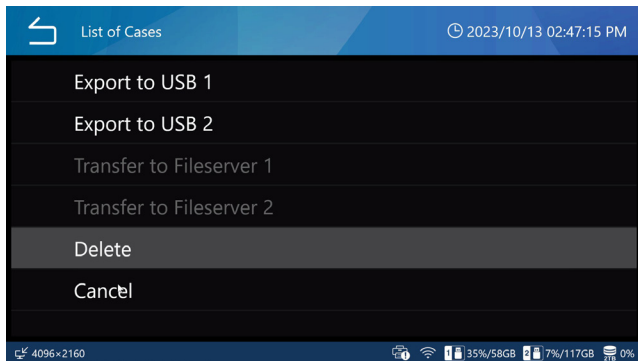 List of Cases
2023/10/13 02:47:15 PM
Export to USB 1
Export to USB 2
Transfer to Fileserver 1
Transfer to Fileserver 2
Delete
Cancel
4096×2160 1 35%/58GB 2 7%/117GB 2TB 0%